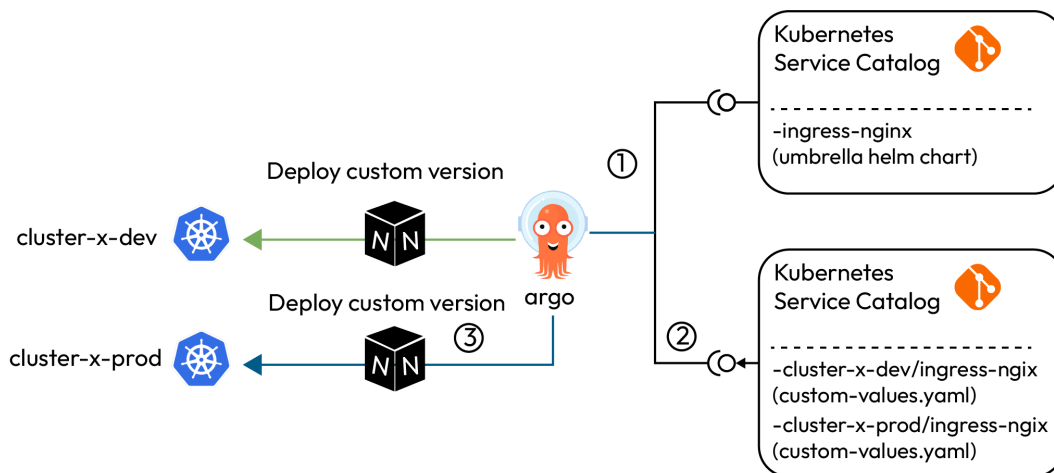 Kubernetes
Service Catalog
-ingress-nginx
(umbrella helm chart)
①
Deploy custom version
cluster-x-dev
N N
argo
Deploy custom version
③
cluster-x-prod
N N
②
Kubernetes
Service Catalog
-cluster-x-dev/ingress-ngix
(custom-values.yaml)
-cluster-x-prod/ingress-ngix
(custom-values.yaml)